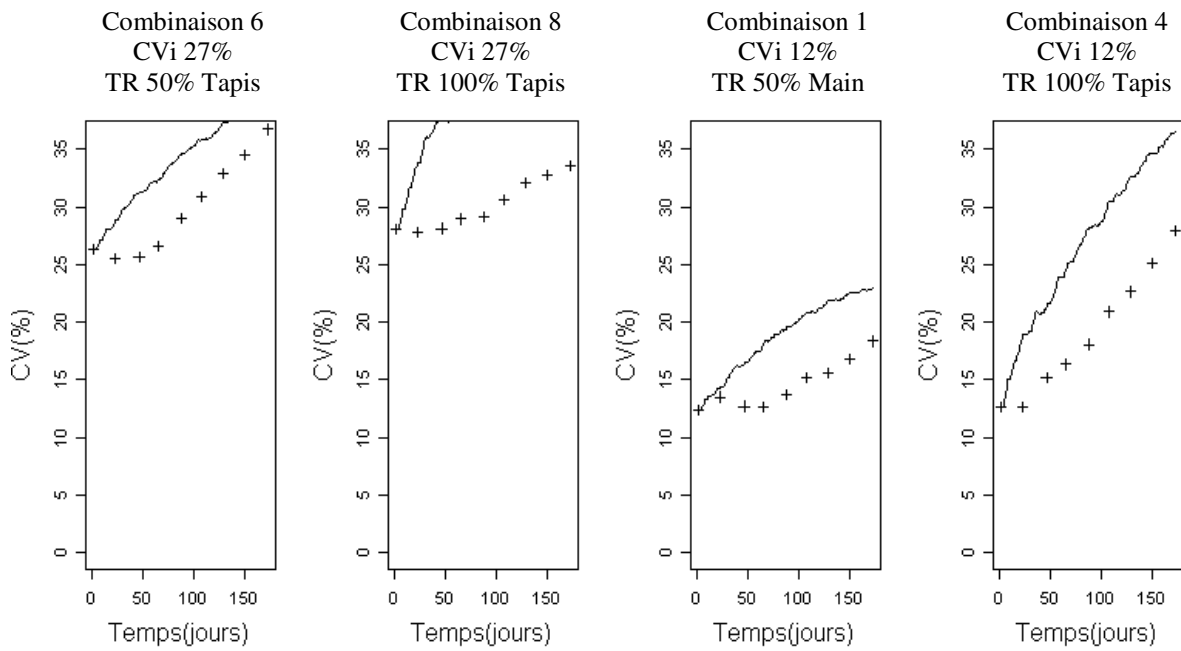 Combinaison 6
CVi 27%
TR 50% Tapis
Combinaison 8
CVi 27%
TR 100% Tapis
Combinaison 1
CVi 12%
TR 50% Main
Combinaison 4
CVi 12%
TR 100% Tapis
CV(%)
35
30
25
20
15
10
5
0
0 50 100 150
Temps(jours)
CV(%)
35
30
25
20
15
10
5
0
0 50 100 150
Temps(jours)
CV(%)
35
30
25
20
15
10
5
0
0 50 100 150
Temps(jours)
CV(%)
35
30
25
20
15
10
5
0
0 50 100 150
Temps(jours)